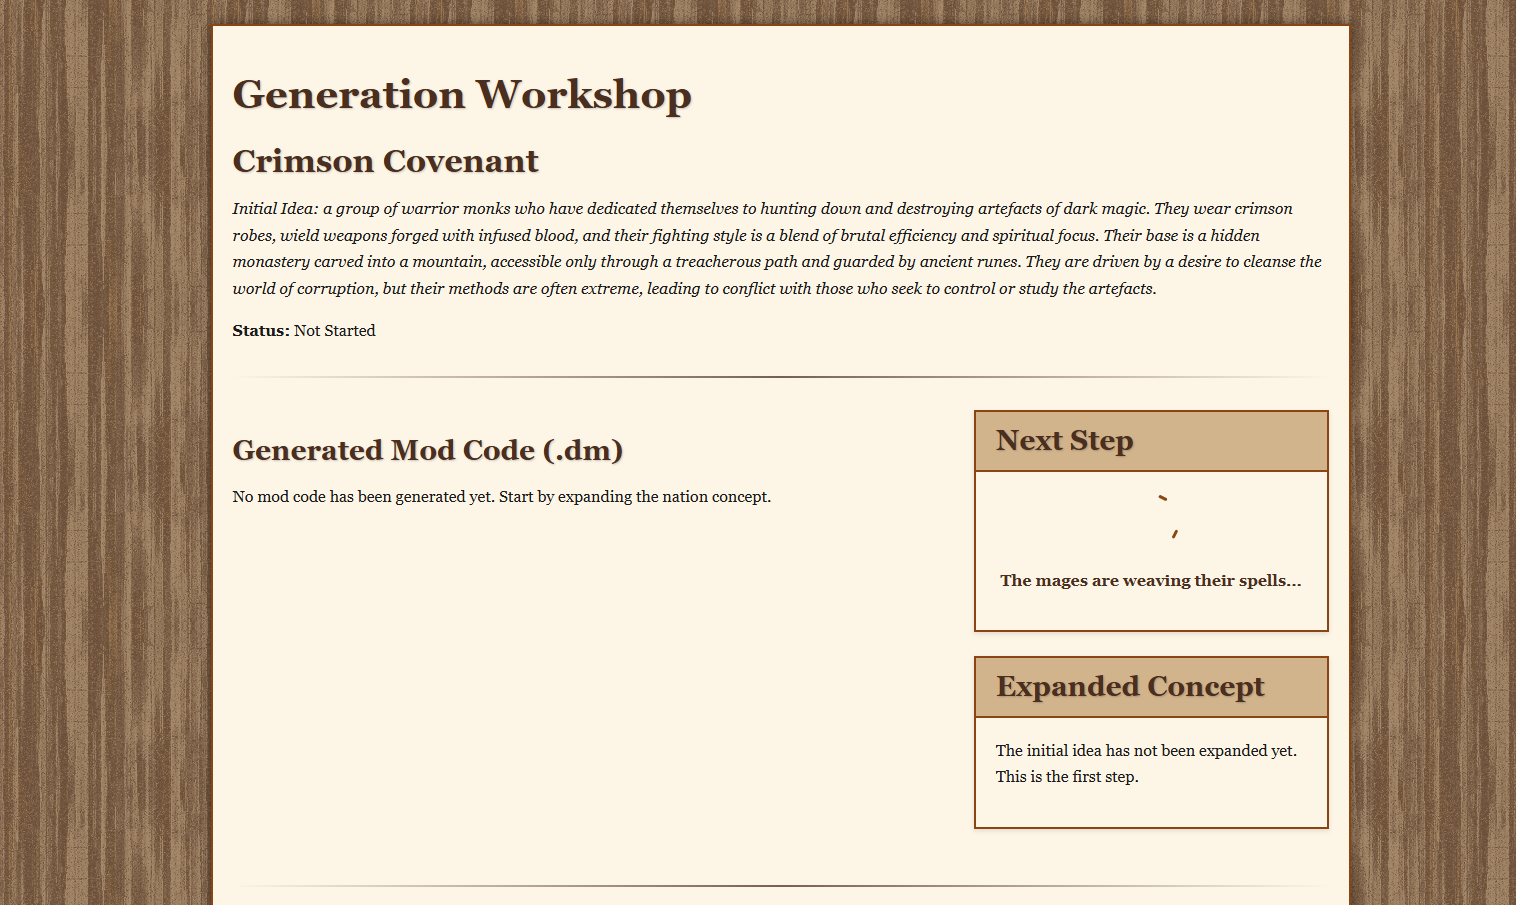 Generation Workshop
Crimson Covenant
Initial Idea: a group of warrior monks who have dedicated themselves to hunting down and destroying artefacts of dark magic. They wear crimson
robes, wield weapons forged with infused blood, and their fighting style is a blend of brutal efficiency and spiritual focus. Their base is a hidden
monastery carved into a mountain, accessible only through a treacherous path and guarded by ancient runes. They are driven by a desire to cleanse the
world of corruption, but their methods are often extreme, leading to conflict with those who seek to control or study the artefacts.
Status: Not Started
Generated Mod Code (.dm)
No mod code has been generated yet. Start by expanding the nation concept.
Next Step
The mages are weaving their spells...
Expanded Concept
The initial idea has not been expanded yet.
This is the first step.